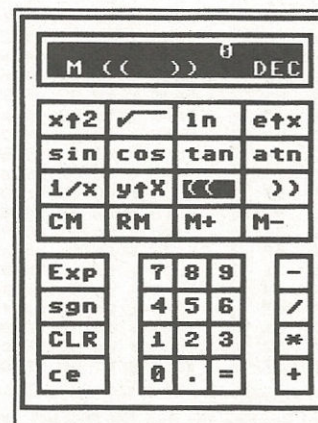 0
M (( )) DEC
x↑2 √ ln e↑x
sin cos tan atn
1/x y↑X (( ))
CM RM M+ M-
Exp 7 8 9 -
sgn 4 5 6 /
CLR 1 2 3 *
ce 0 . = +